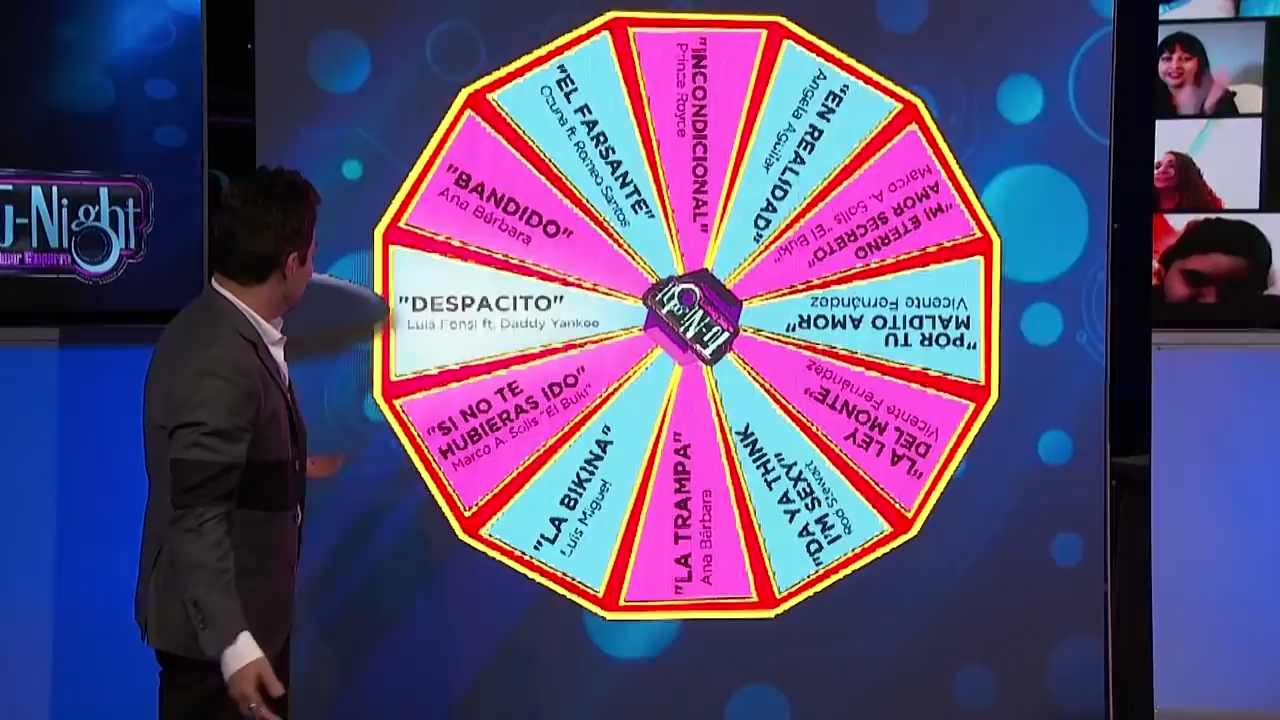 Tu-Night
"INCONDICIONAL"
Prince Royce
"EN REALIDAD"
Ángela Aguilar
"MI ETERNO
AMOR SECRETO"
Marco A. Solís "El Buki"
"POR TU
MALDITO AMOR"
Vicente Fernández
"LA LEY
DEL MONTE"
Vicente Fernández
"DA YA THINK
I'M SEXY"
Rod Stewart
"LA TRAMPA"
Ana Bárbara
"LA BIKINA"
Luis Miguel
"SI NO TE
HUBIERAS IDO"
Marco A. Solís "El Buki"
"DESPACITO"
Luis Fonsi ft. Daddy Yankee
"BANDIDO"
Ana Bárbara
"EL FARSANTE"
Ozuna ft. Romeo Santos
Tu-N